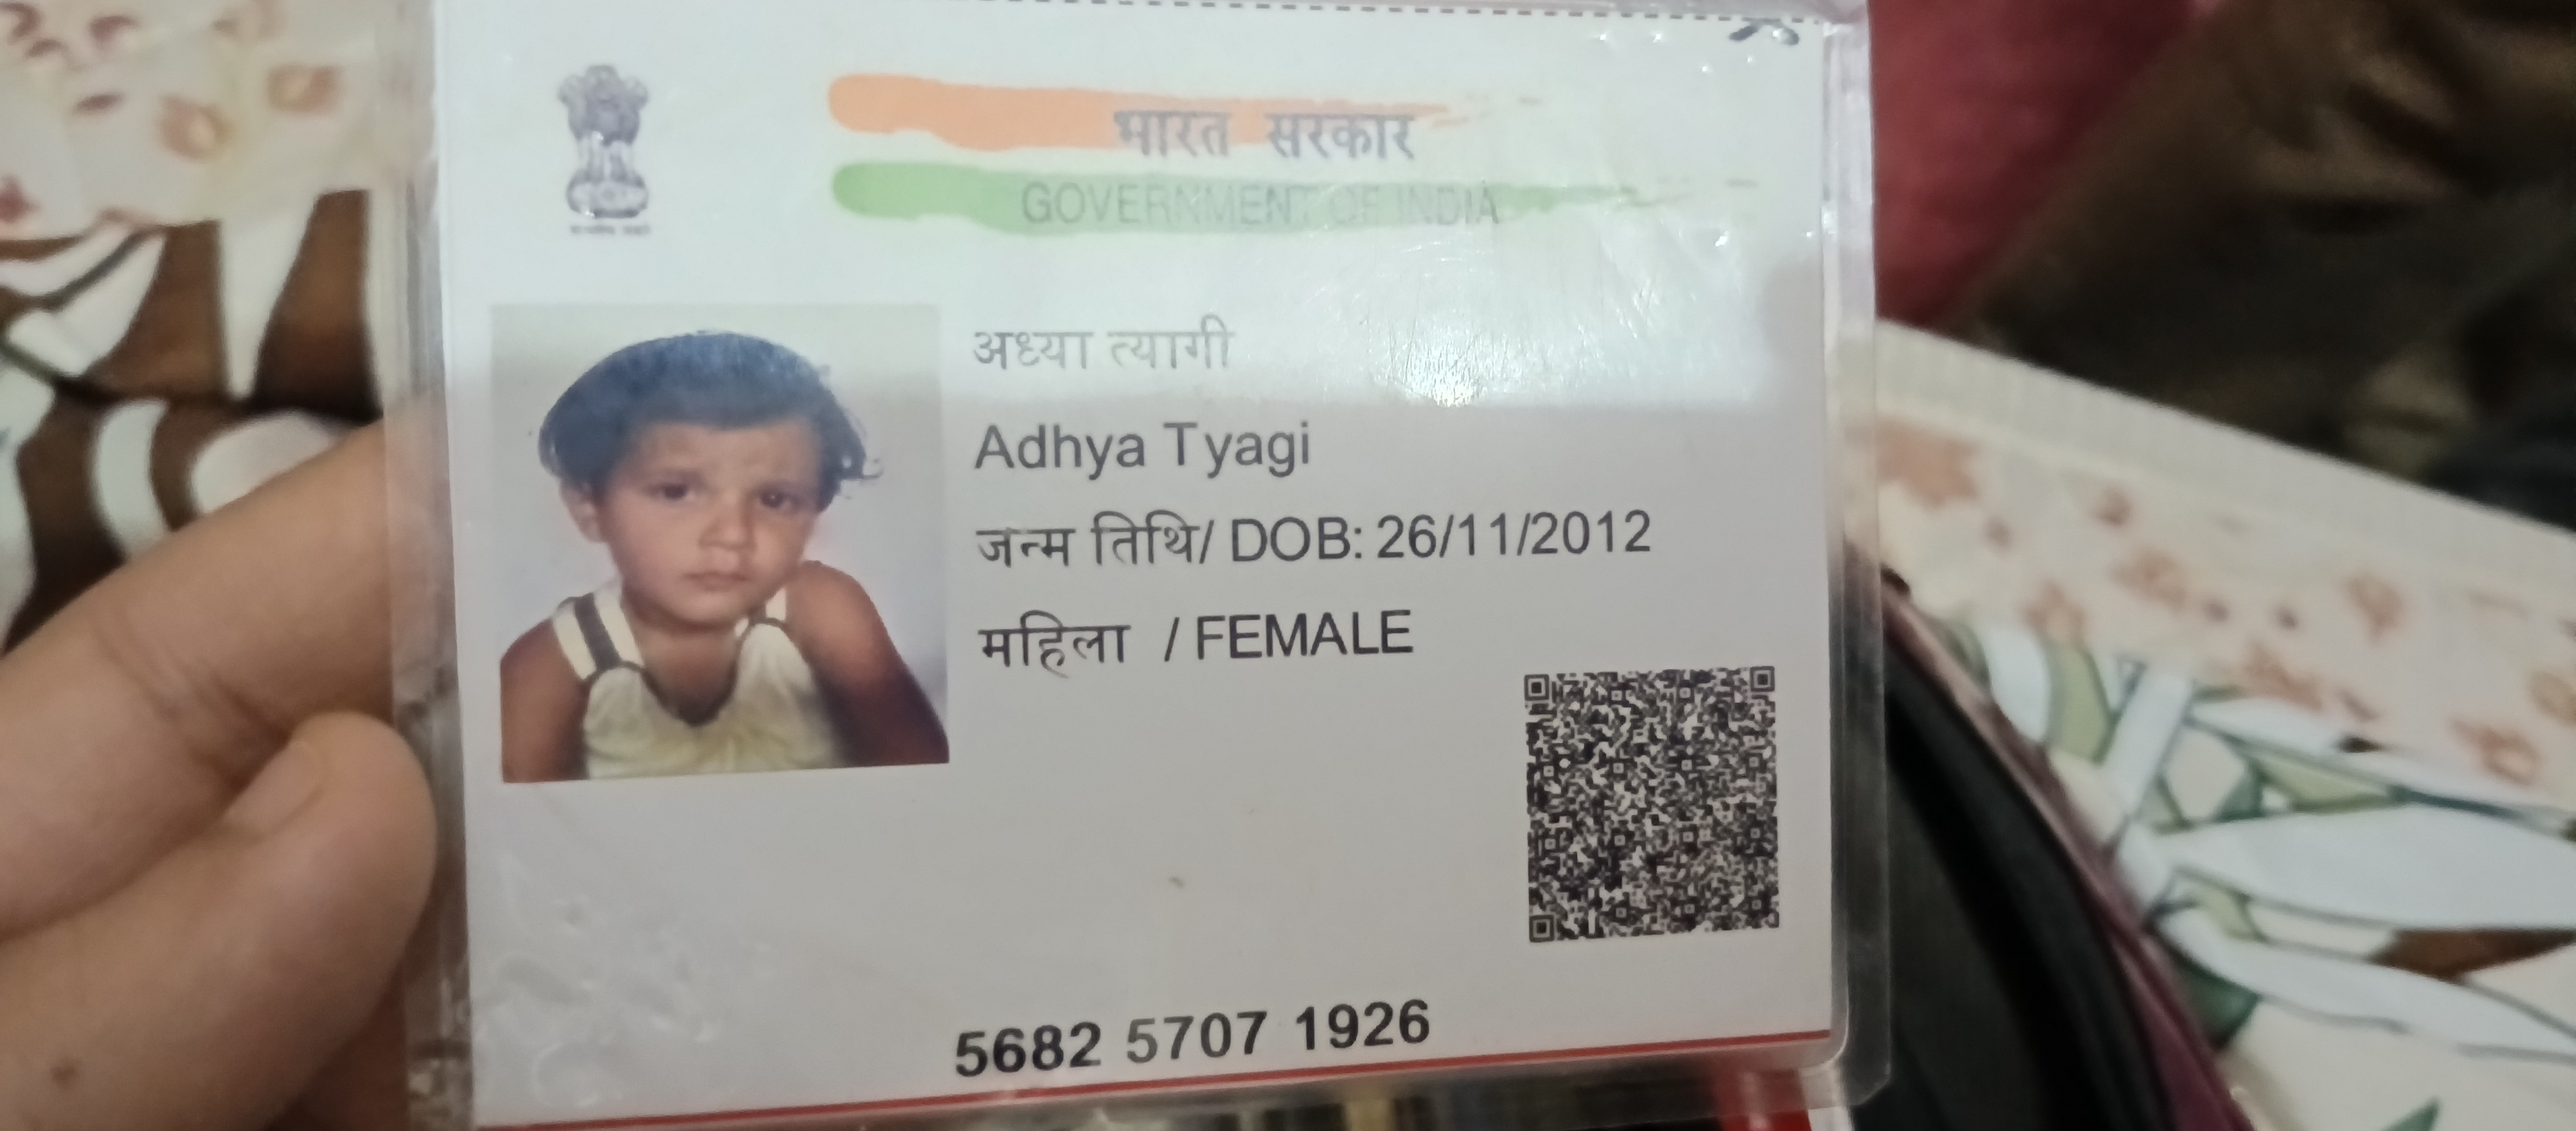 भारत सरकार
GOVERNMENT OF INDIA
अध्या त्यागी
Adhya Tyagi
जन्म तिथि/ DOB: 26/11/2012
महिला / FEMALE
5682 5707 1926